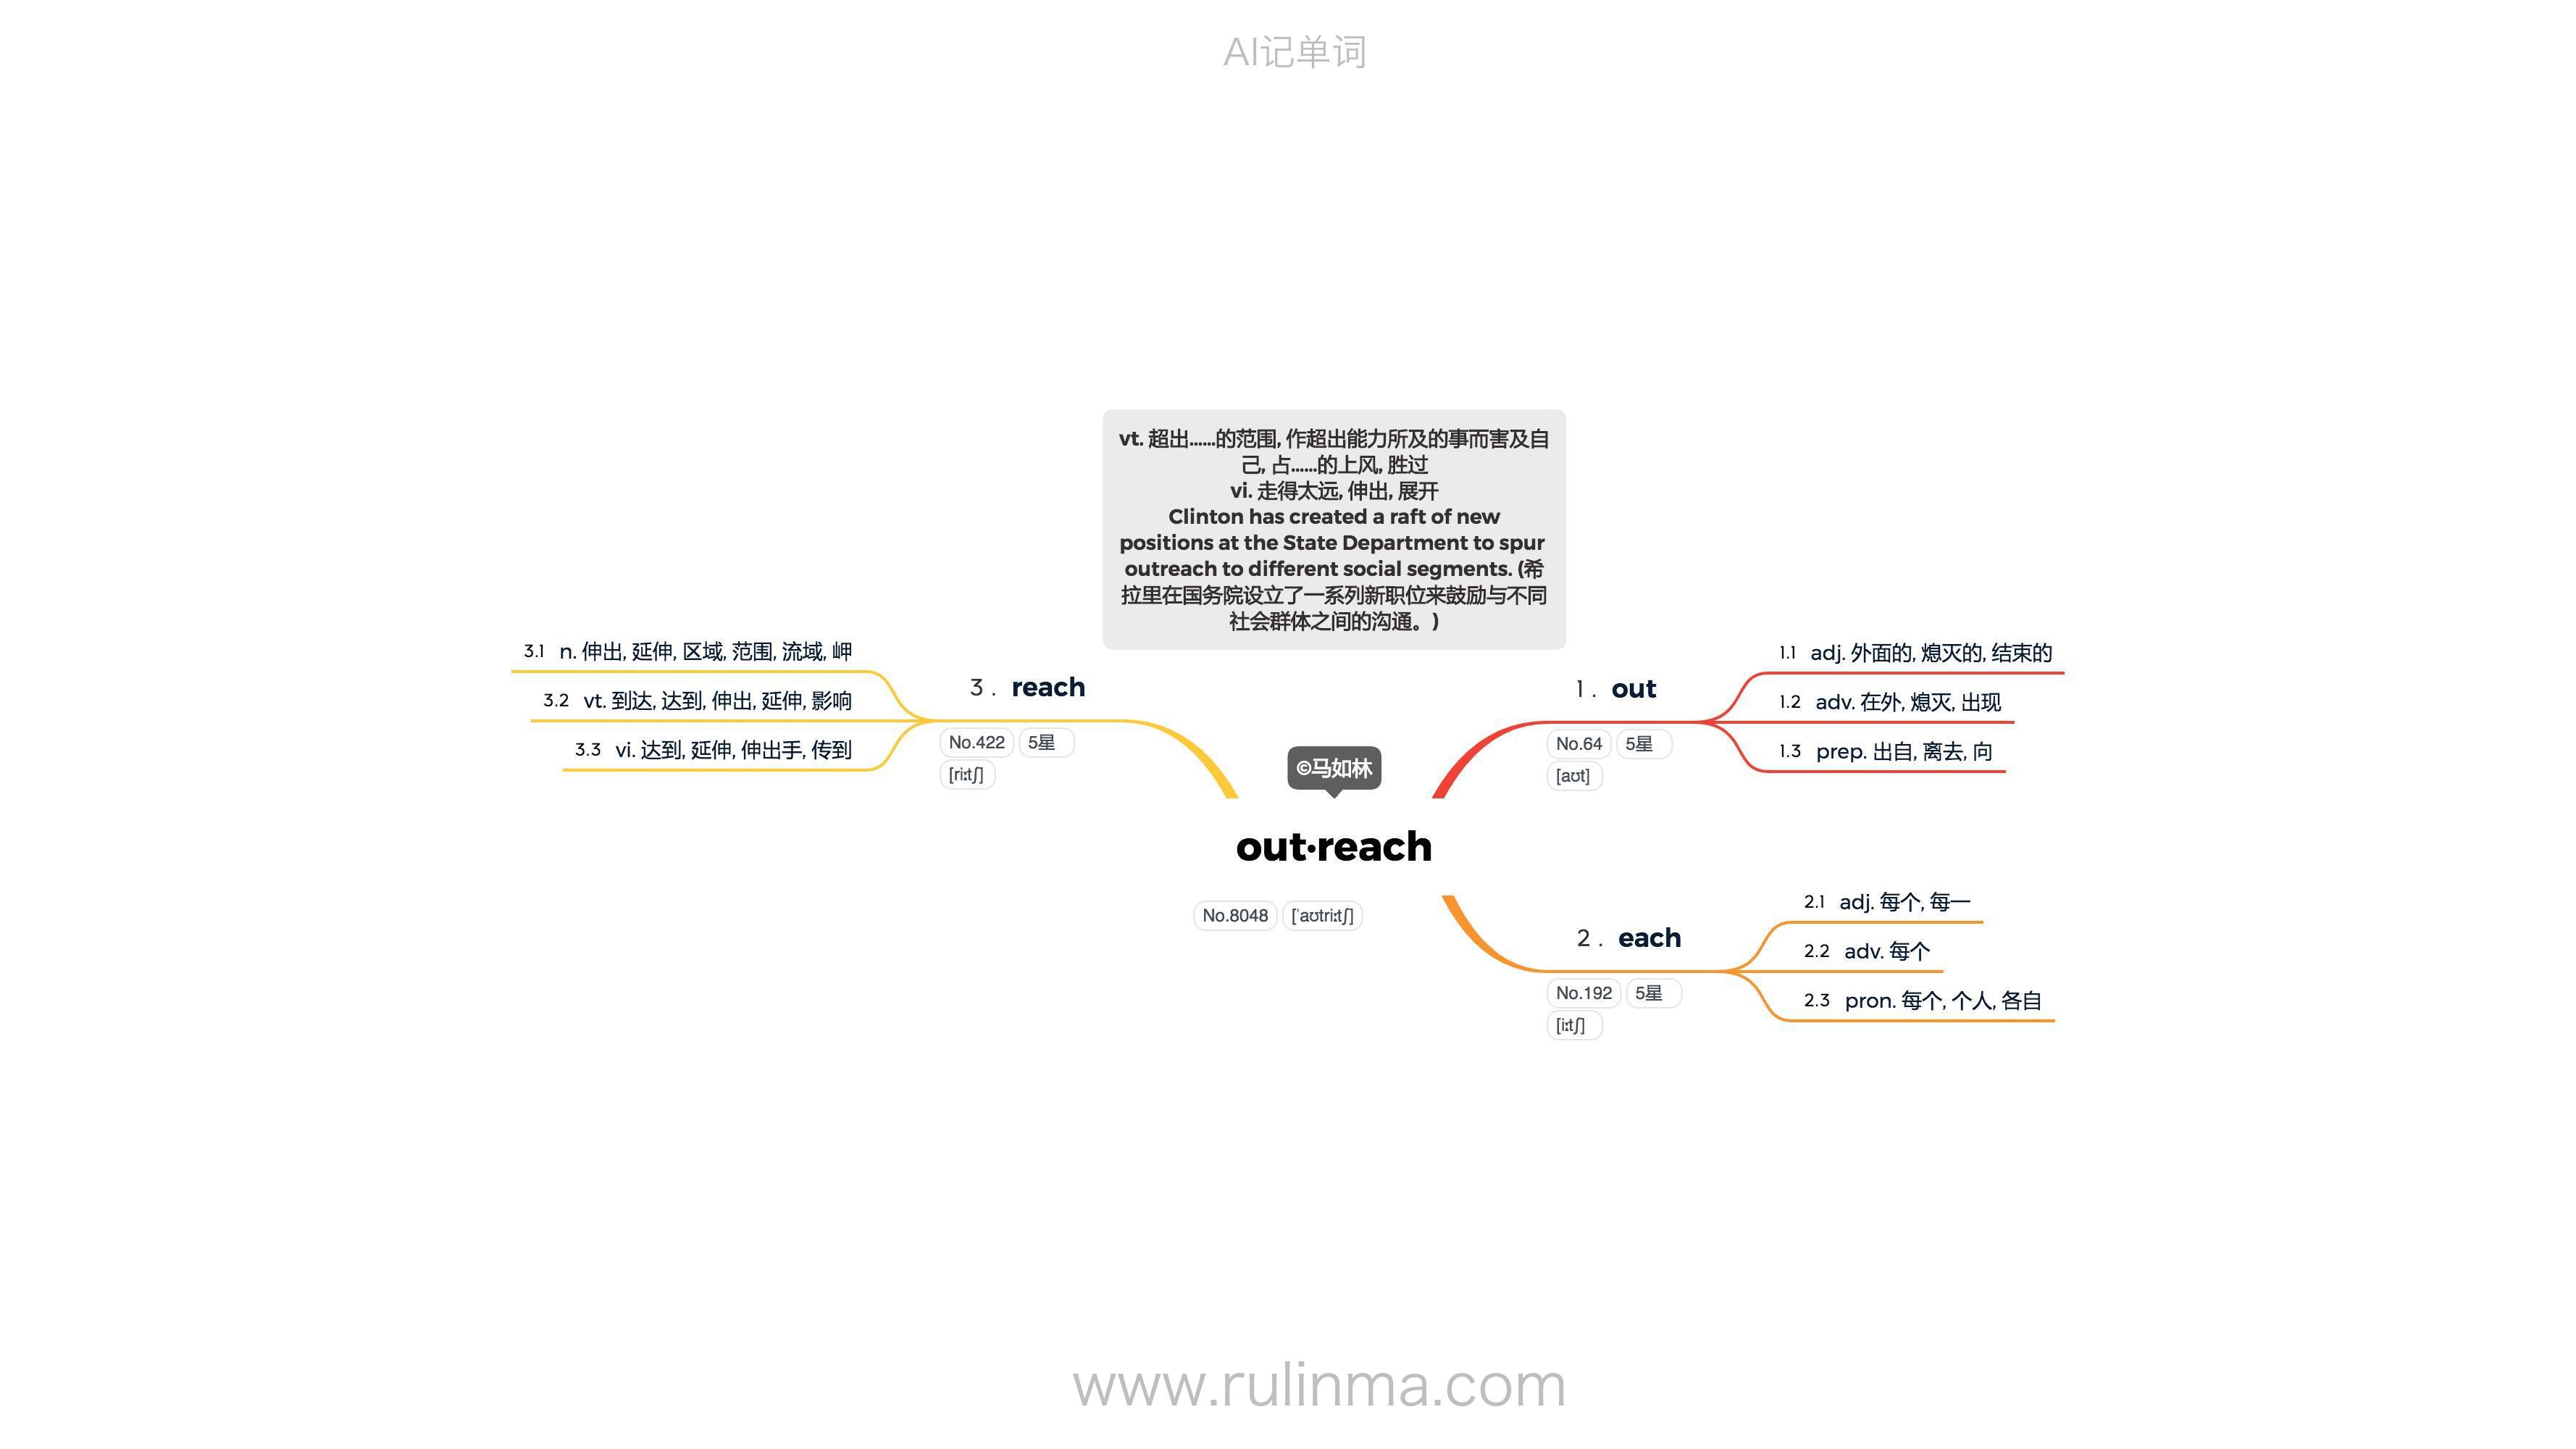 AI记单词
vt. 超出......的范围, 作超出能力所及的事而害及自
己, 占......的上风, 胜过
vi. 走得太远, 伸出, 展开
Clinton has created a raft of new
positions at the State Department to spur
outreach to different social segments. (希
拉里在国务院设立了一系列新职位来鼓励与不同
社会群体之间的沟通。)
©马如林
out·reach
No.8048 [ˈaʊtriːtʃ]
1. out
No.64 5星
[aʊt]
1.1 adj. 外面的, 熄灭的, 结束的
1.2 adv. 在外, 熄灭, 出现
1.3 prep. 出自, 离去, 向
2. each
No.192 5星
[iːtʃ]
2.1 adj. 每个, 每一
2.2 adv. 每个
2.3 pron. 每个, 个人, 各自
3. reach
No.422 5星
[riːtʃ]
3.1 n. 伸出, 延伸, 区域, 范围, 流域, 岬
3.2 vt. 到达, 达到, 伸出, 延伸, 影响
3.3 vi. 达到, 延伸, 伸出手, 传到
www.rulinma.com